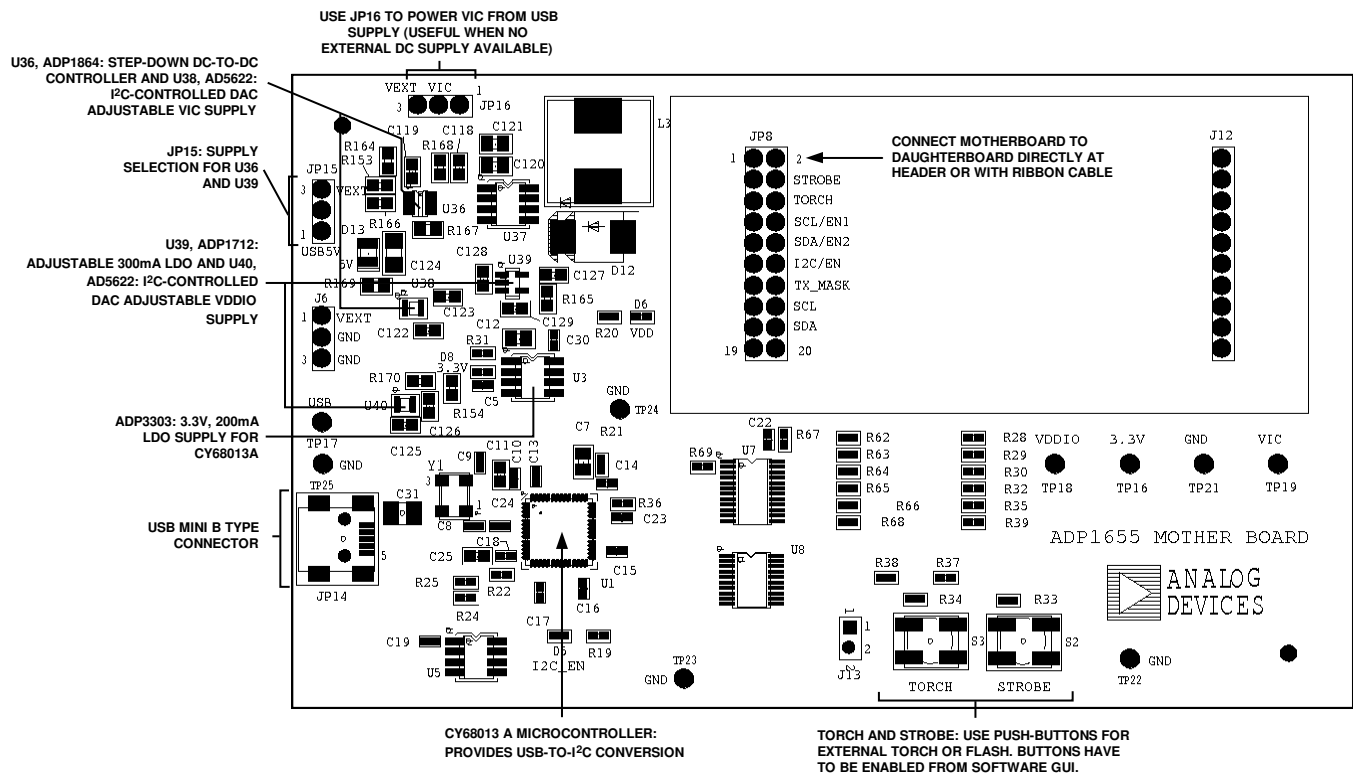 USE JP16 TO POWER VIC FROM USB
SUPPLY (USEFUL WHEN NO
EXTERNAL DC SUPPLY AVAILABLE)
U36, ADP1864: STEP-DOWN DC-TO-DC
CONTROLLER AND U38, AD5622:
I2C-CONTROLLED DAC
ADJUSTABLE VIC SUPPLY
JP15: SUPPLY
SELECTION FOR U36
AND U39
U39, ADP1712:
ADJUSTABLE 300mA LDO AND U40,
AD5622: I2C-CONTROLLED
DAC ADJUSTABLE VDDIO
SUPPLY
ADP3303: 3.3V, 200mA
LDO SUPPLY FOR
CY68013A
USB MINI B TYPE
CONNECTOR
VEXT VIC 1
3 JP16
C119 C118 C121
R164 R168
R153 C120
JP15
3 VEXT
U36
R166 R167 U37
1 D13
USB5V
5V C124 C128 U39
C127 D12
R169 U38
R165
C123
J6
1 VEXT
GND
3 GND
C122 C12 C129
R20 D6
VDD
R31 C30
D8
3.3V
R170 U3
C5
USB U40 R154
C126
TP17 C125
GND
TP24
C7 R21
GND
TP25
Y1 C9 C11 C10 C13
3
1
C14
C31 C24 R36
C8 C23
5 C18
C25 C15
JP14 R25 R22 U1
R24 C17 C16
C19 U5 D5 R19
I2C_EN
TP23
GND
L3
JP8
1 2
STROBE
TORCH
SCL/EN1
SDA/EN2
I2C/EN
TX_MASK
SCL
SDA
19 20
J12
CONNECT MOTHERBOARD TO
DAUGHTERBOARD DIRECTLY AT
HEADER OR WITH RIBBON CABLE
C22 R67
R69 U7
U8
R62
R63
R64
R65
R66
R68
R28
R29
R30
R32
R35
R39
VDDIO 3.3V GND VIC
TP18 TP16 TP21 TP19
ADP1655 MOTHER BOARD
ANALOG
DEVICES
R38 R37
R34 R33
1
1
2
2
J13
S3 S2
TORCH STROBE
GND
TP22
CY68013 A MICROCONTROLLER:
PROVIDES USB-TO-I2C CONVERSION
TORCH AND STROBE: USE PUSH-BUTTONS FOR
EXTERNAL TORCH OR FLASH. BUTTONS HAVE
TO BE ENABLED FROM SOFTWARE GUI.